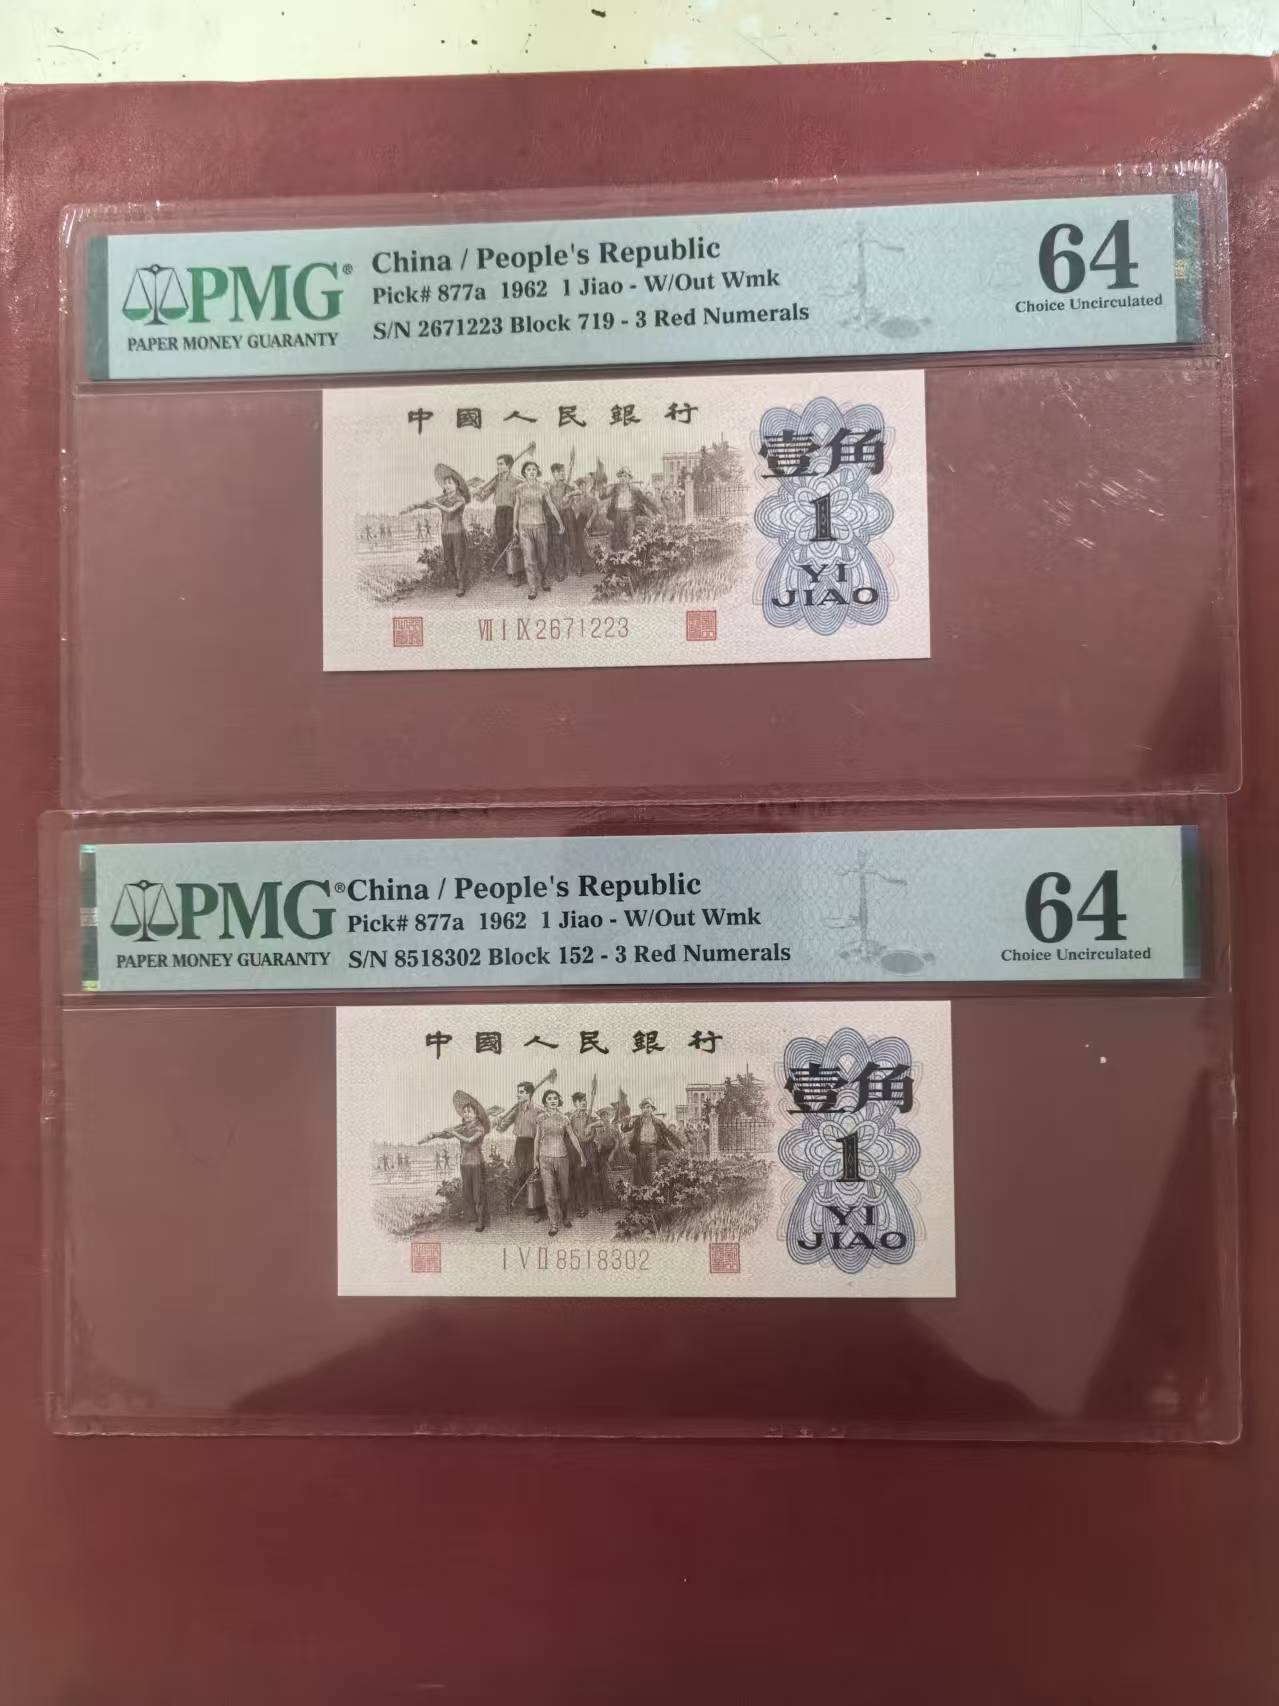 PMG®
PAPER MONEY GUARANTY
China / People's Republic
Pick# 877a 1962 1 Jiao - W/Out Wmk
S/N 2671223 Block 719 - 3 Red Numerals
64
Choice Uncirculated
中國人民銀行
壹角
1
YI
JIAO
Ⅶ Ⅰ Ⅸ 2671223
PMG®
PAPER MONEY GUARANTY
China / People's Republic
Pick# 877a 1962 1 Jiao - W/Out Wmk
S/N 8518302 Block 152 - 3 Red Numerals
64
Choice Uncirculated
中國人民銀行
壹角
1
YI
JIAO
Ⅰ Ⅴ Ⅱ 8518302